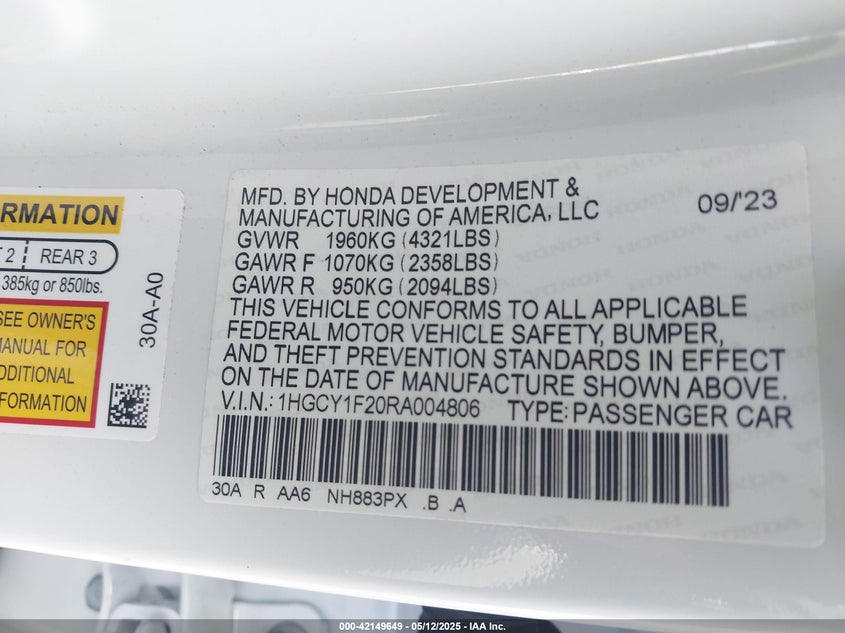 RMATION
T 2 | REAR 3
385kg or 850lbs.
SEE OWNER'S
MANUAL FOR
DDITIONAL
FORMATION
30A-A0
MFD. BY HONDA DEVELOPMENT &
MANUFACTURING OF AMERICA, LLC 09/'23
GVWR 1960KG (4321LBS)
GAWR F 1070KG (2358LBS)
GAWR R 950KG (2094LBS)
THIS VEHICLE CONFORMS TO ALL APPLICABLE
FEDERAL MOTOR VEHICLE SAFETY, BUMPER,
AND THEFT PREVENTION STANDARDS IN EFFECT
ON THE DATE OF MANUFACTURE SHOWN ABOVE.
V.I.N.: 1HGCY1F20RA004806 TYPE: PASSENGER CAR
30A R AA6 NH883PX .B .A
000-42149649 - 05/12/2025 - IAA Inc.